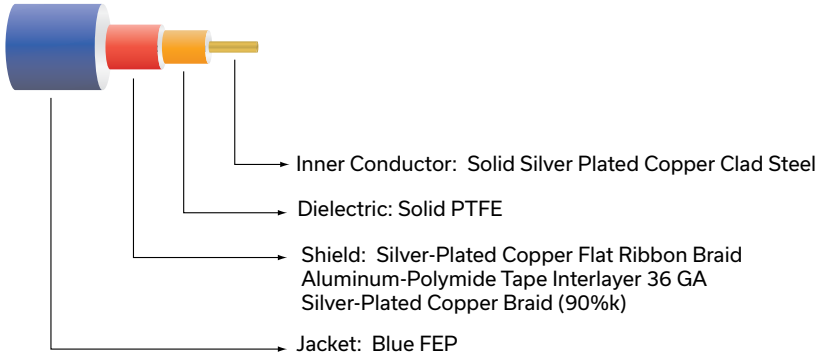 Inner Conductor: Solid Silver Plated Copper Clad Steel
Dielectric: Solid PTFE
Shield: Silver-Plated Copper Flat Ribbon Braid
Aluminum-Polymide Tape Interlayer 36 GA
Silver-Plated Copper Braid (90%k)
Jacket: Blue FEP